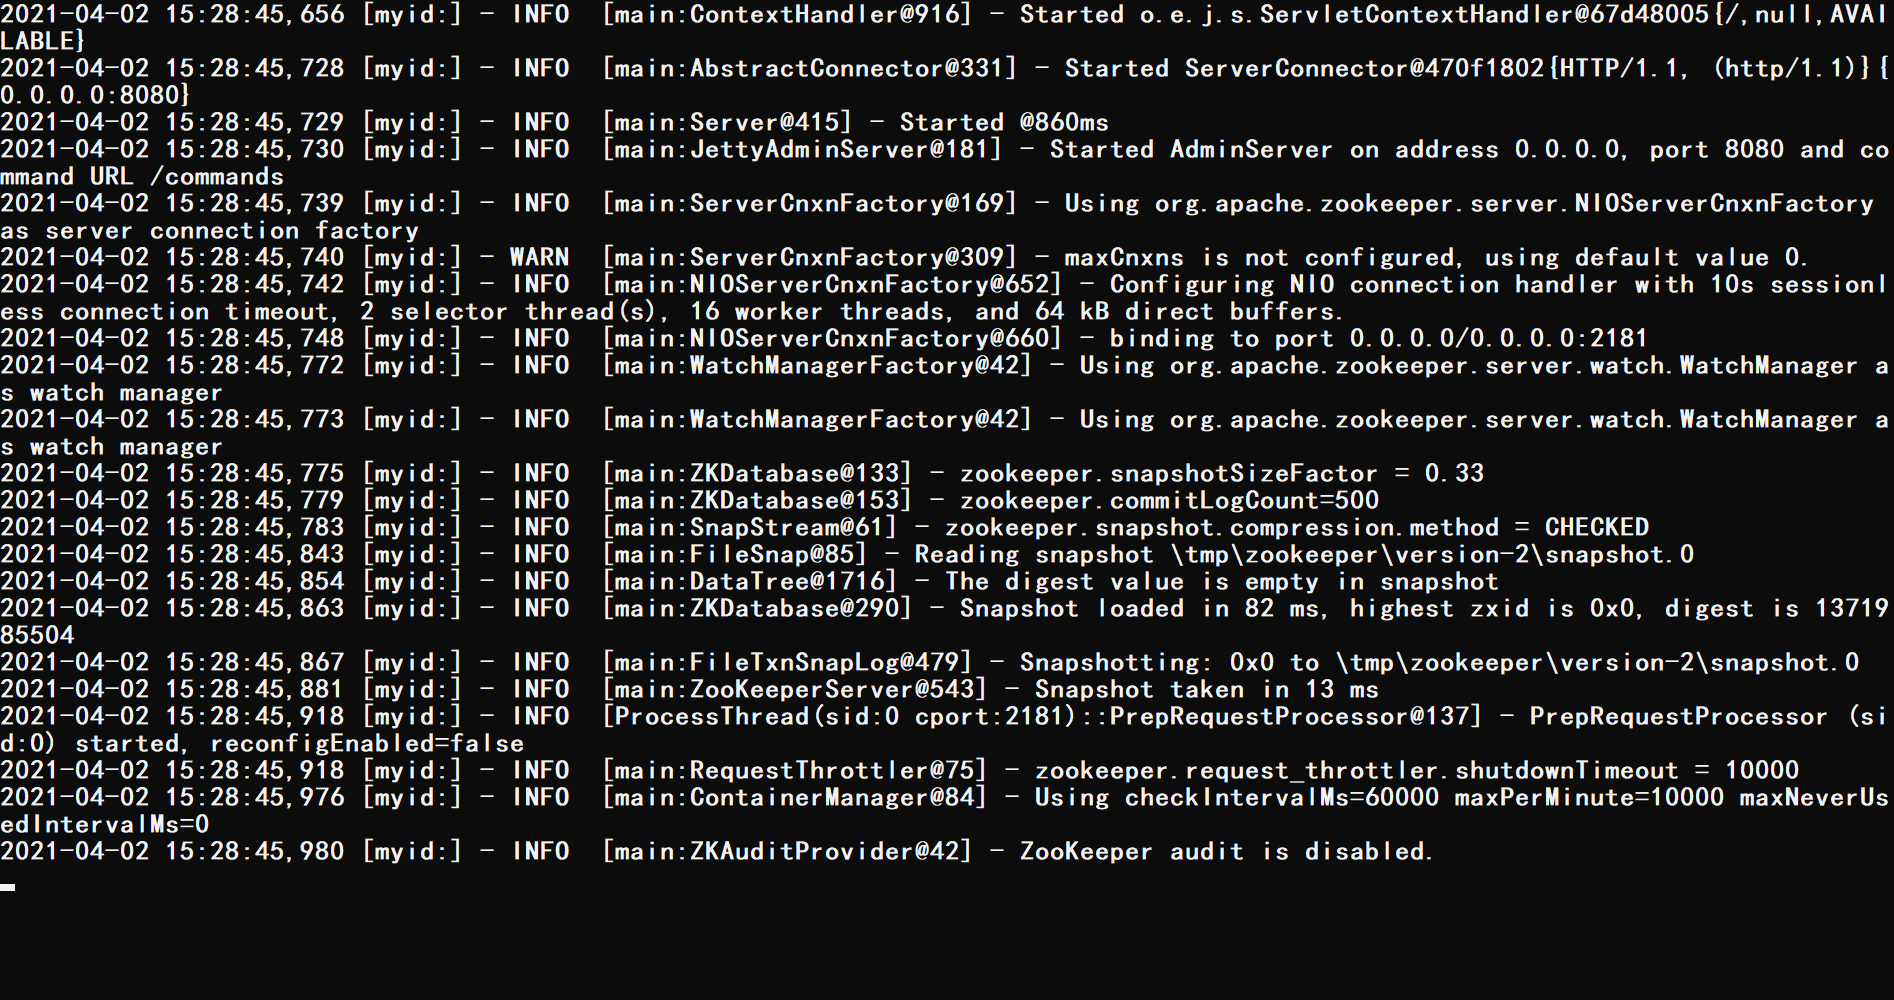 2021-04-02 15:28:45,656 [myid:] - INFO  [main:ContextHandler@916] - Started o.e.j.s.ServletContextHandler@67d48005{/,null,AVAI
LABLE}
2021-04-02 15:28:45,728 [myid:] - INFO  [main:AbstractConnector@331] - Started ServerConnector@470f1802{HTTP/1.1, (http/1.1)}{
0.0.0.0:8080}
2021-04-02 15:28:45,729 [myid:] - INFO  [main:Server@415] - Started @860ms
2021-04-02 15:28:45,730 [myid:] - INFO  [main:JettyAdminServer@181] - Started AdminServer on address 0.0.0.0, port 8080 and co
mmand URL /commands
2021-04-02 15:28:45,739 [myid:] - INFO  [main:ServerCnxnFactory@169] - Using org.apache.zookeeper.server.NIOServerCnxnFactory
as server connection factory
2021-04-02 15:28:45,740 [myid:] - WARN  [main:ServerCnxnFactory@309] - maxCnxns is not configured, using default value 0.
2021-04-02 15:28:45,742 [myid:] - INFO  [main:NIOServerCnxnFactory@652] - Configuring NIO connection handler with 10s sessionl
ess connection timeout, 2 selector thread(s), 16 worker threads, and 64 kB direct buffers.
2021-04-02 15:28:45,748 [myid:] - INFO  [main:NIOServerCnxnFactory@660] - binding to port 0.0.0.0/0.0.0.0:2181
2021-04-02 15:28:45,772 [myid:] - INFO  [main:WatchManagerFactory@42] - Using org.apache.zookeeper.server.watch.WatchManager a
s watch manager
2021-04-02 15:28:45,773 [myid:] - INFO  [main:WatchManagerFactory@42] - Using org.apache.zookeeper.server.watch.WatchManager a
s watch manager
2021-04-02 15:28:45,775 [myid:] - INFO  [main:ZKDatabase@133] - zookeeper.snapshotSizeFactor = 0.33
2021-04-02 15:28:45,779 [myid:] - INFO  [main:ZKDatabase@153] - zookeeper.commitLogCount=500
2021-04-02 15:28:45,783 [myid:] - INFO  [main:SnapStream@61] - zookeeper.snapshot.compression.method = CHECKED
2021-04-02 15:28:45,843 [myid:] - INFO  [main:FileSnap@85] - Reading snapshot \tmp\zookeeper\version-2\snapshot.0
2021-04-02 15:28:45,854 [myid:] - INFO  [main:DataTree@1716] - The digest value is empty in snapshot
2021-04-02 15:28:45,863 [myid:] - INFO  [main:ZKDatabase@290] - Snapshot loaded in 82 ms, highest zxid is 0x0, digest is 13719
85504
2021-04-02 15:28:45,867 [myid:] - INFO  [main:FileTxnSnapLog@479] - Snapshotting: 0x0 to \tmp\zookeeper\version-2\snapshot.0
2021-04-02 15:28:45,881 [myid:] - INFO  [main:ZooKeeperServer@543] - Snapshot taken in 13 ms
2021-04-02 15:28:45,918 [myid:] - INFO  [ProcessThread(sid:0 cport:2181)::PrepRequestProcessor@137] - PrepRequestProcessor (si
d:0) started, reconfigEnabled=false
2021-04-02 15:28:45,918 [myid:] - INFO  [main:RequestThrottler@75] - zookeeper.request_throttler.shutdownTimeout = 10000
2021-04-02 15:28:45,976 [myid:] - INFO  [main:ContainerManager@84] - Using checkIntervalMs=60000 maxPerMinute=10000 maxNeverUs
edIntervalMs=0
2021-04-02 15:28:45,980 [myid:] - INFO  [main:ZKAuditProvider@42] - ZooKeeper audit is disabled.